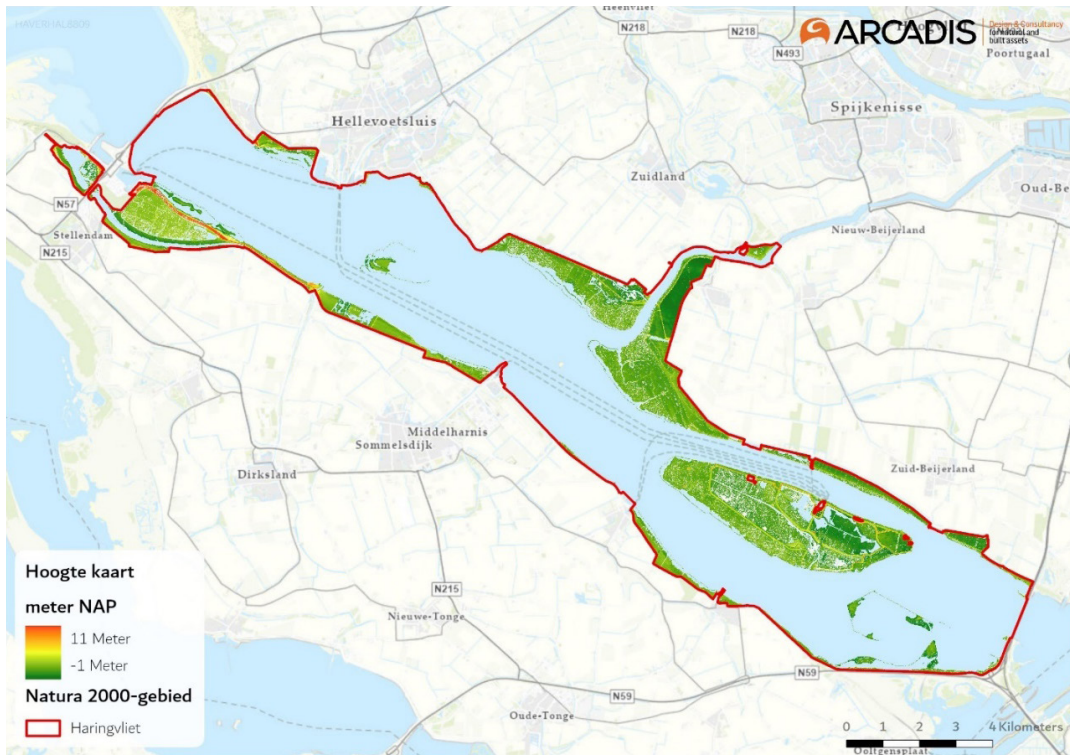 HAVENHALSSOR
Heenvliet
N218
N218
ARCADIS
Design & Consultancy
for natural and
built assets
Poortugaal
N493
Hellevoetsluis
Spijkenisse
Zuidland
Oud-Be
N57
Stellendam
N215
Nieuw-Beijerland
Middelharnis
Sommelsdijk
Dirksland
Zuid-Beijerland
Hoogte kaart
meter NAP
11 Meter
-1 Meter
Natura 2000-gebied
Haringvliet
N215
Nieuwe-Tonge
N59
N59
Oude-Tonge
0 1 2 3 4 Kilometers
Ooltgensplaat